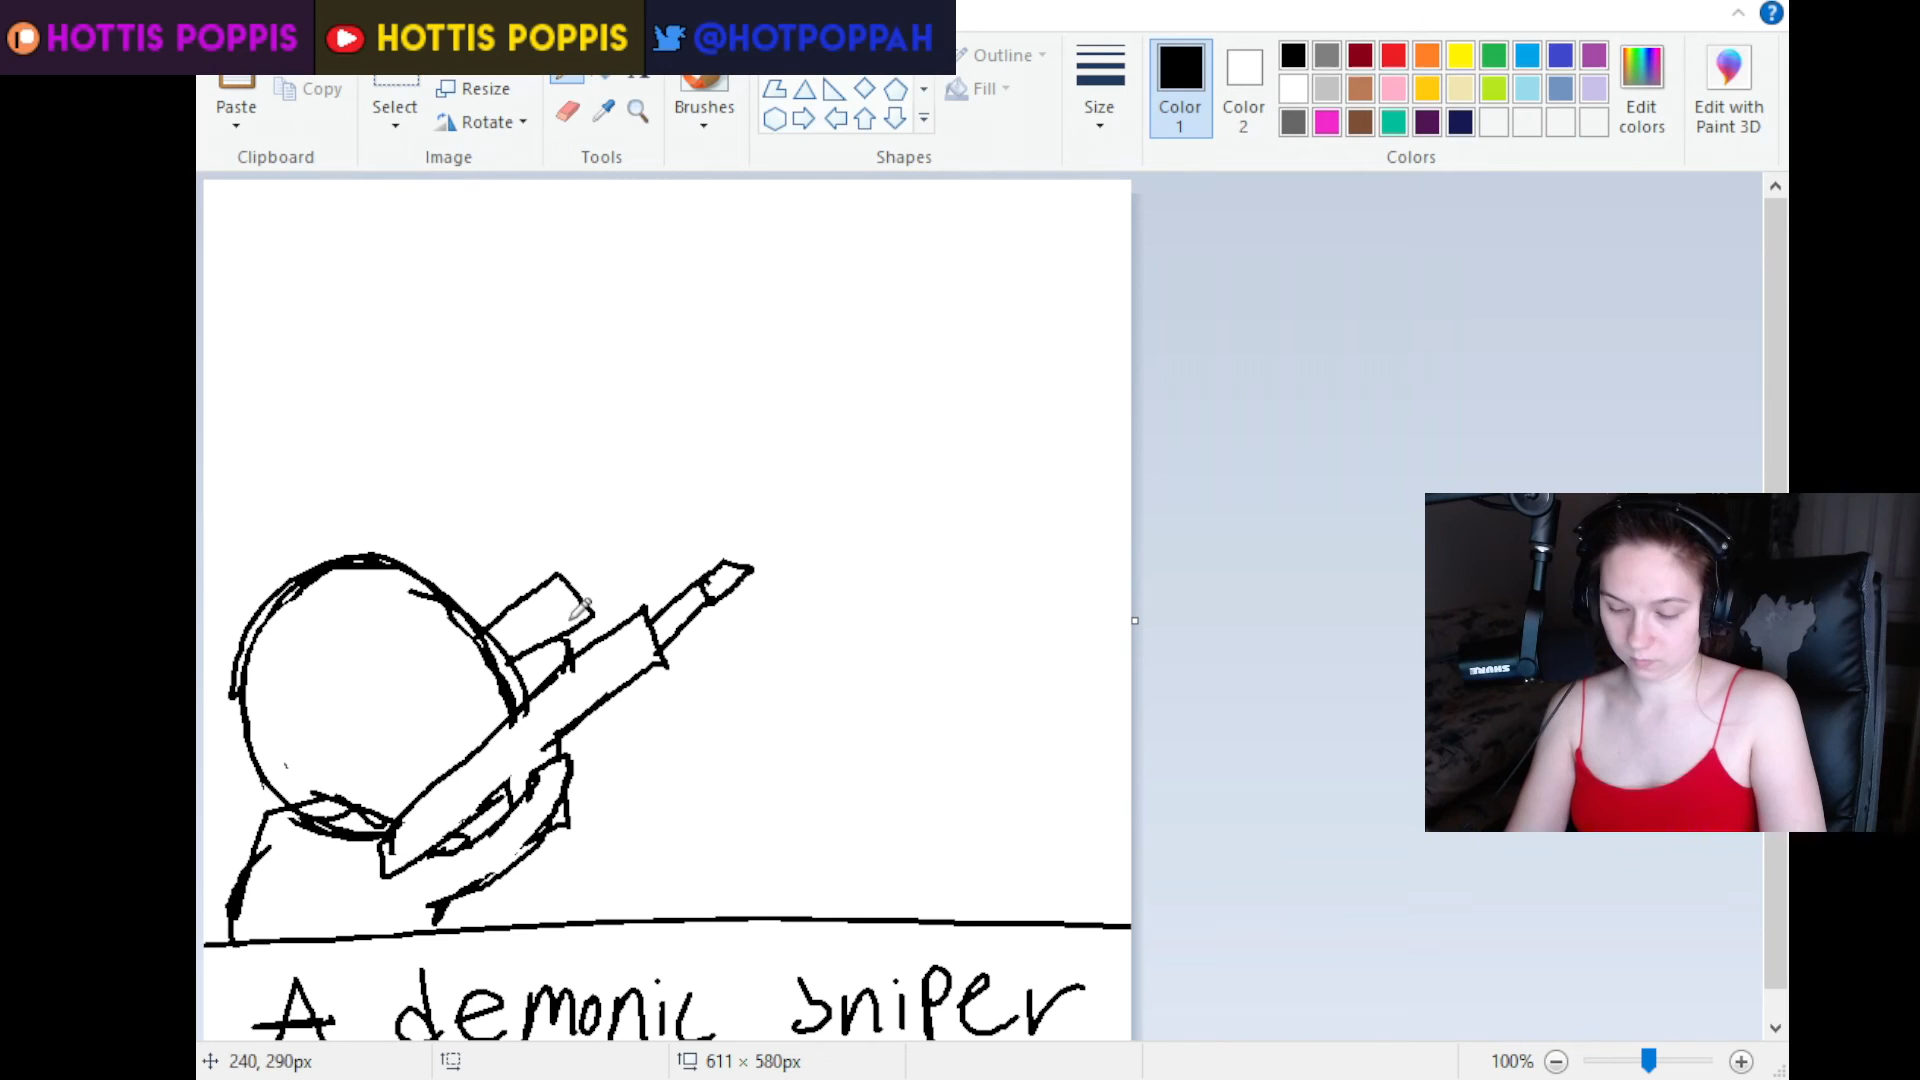 HOTTIS POPPIS HOTTIS POPPIS @HOTPOPPAH
Outline
Copy Resize Fill
Paste Select Rotate Brushes Size Color 1 Color 2 Edit colors Edit with Paint 3D
Clipboard Image Tools Shapes Colors
SHURE
A demonic sniper
240, 290px 611 × 580px 100%